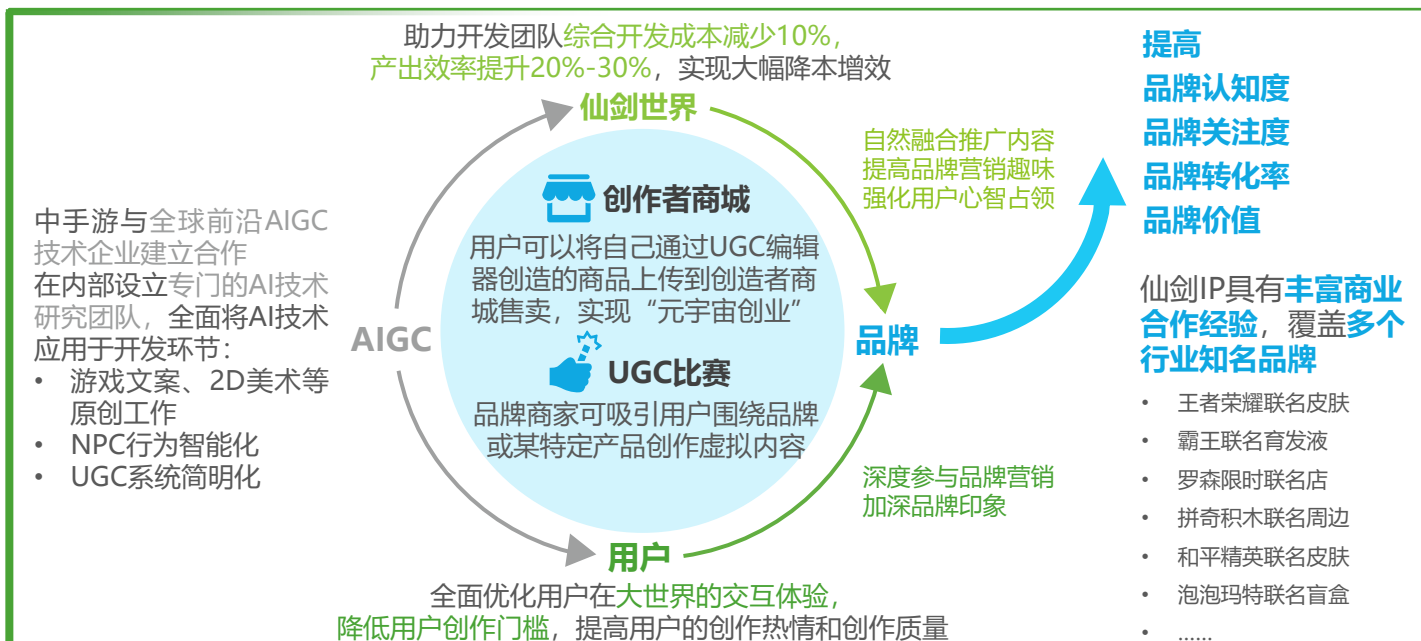 助力开发团队综合开发成本减少10%，
产出效率提升20%-30%，实现大幅降本增效
仙剑世界
中手游与全球前沿AIGC
技术企业建立合作
在内部设立专门的AI技术
研究团队，全面将AI技术
应用于开发环节：
• 游戏文案、2D美术等
原创工作
• NPC行为智能化
• UGC系统简明化
AIGC
创作者商城
用户可以将自己通过UGC编辑
器创造的商品上传到创造者商
城售卖，实现“元宇宙创业”
UGC比赛
品牌商家可吸引用户围绕品牌
或某特定产品创作虚拟内容
用户
全面优化用户在大世界的交互体验，
降低用户创作门槛，提高用户的创作热情和创作质量
自然融合推广内容
提高品牌营销趣味
强化用户心智占领
品牌
深度参与品牌营销
加深品牌印象
提高
品牌认知度
品牌关注度
品牌转化率
品牌价值
仙剑IP具有丰富商业
合作经验，覆盖多个
行业知名品牌
• 王者荣耀联名皮肤
• 霸王联名育发液
• 罗森限时联名店
• 拼奇积木联名周边
• 和平精英联名皮肤
• 泡泡玛特联名盲盒
• ......